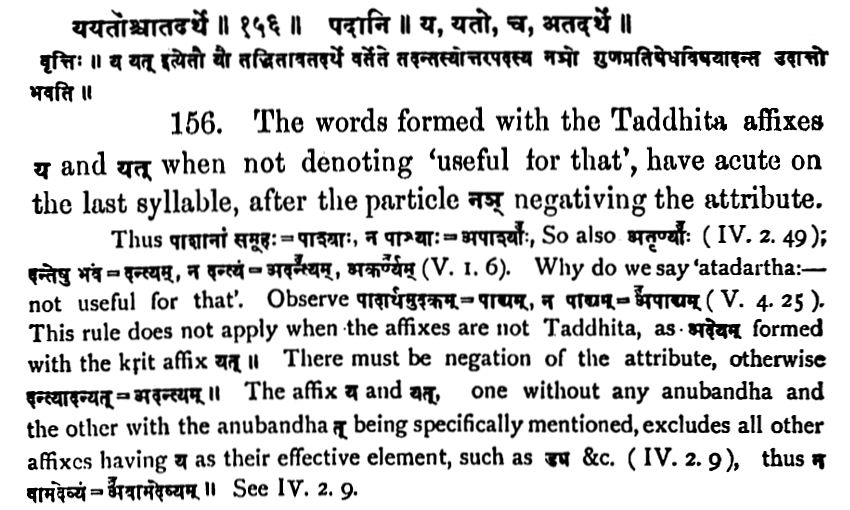 ययतोश्चातदर्थे ॥ १५६ ॥ पदानि ॥ य, यतो, च, अतदर्थे ॥
वृत्तिः ॥ य यत् इत्येतौ यौ तद्धितावतदर्थे वर्तेते तदन्तस्योत्तरपदस्य नञो गुणप्रतिषेधविषयादन्त उदात्तो
भवति ॥
156. The words formed with the Taddhita affixes
य and यत् when not denoting 'useful for that', have acute on
the last syllable, after the particle नञ् negativing the attribute.
Thus पाशानां समूहः = पाश्याः, न पाश्याः = अपाश्याः॑, So also अतृण्याः॑ ( IV. 2. 49);
दन्तेषु भवं = दन्त्यम्, न दन्त्यं = अदन्त्य॑म्, अकर्ण्य॑म् (V. 1. 6). Why do we say 'atadartha:—
not useful for that'. Observe पादार्थमुदकम् = पाद्यम्, न पाद्यम् = अ॑पाद्यम् ( V. 4. 25 ).
This rule does not apply when the affixes are not Taddhita, as अदेयम् formed
with the kṛit affix यत् ॥ There must be negation of the attribute, otherwise
दन्त्यादन्यत् = अदन्त्यम् ॥ The affix य and यत्, one without any anubandha and
the other with the anubandha त् being specifically mentioned, excludes all other
affixes having य as their effective element, such as ड्य &c. ( IV. 2. 9), thus न
वामदेव्यं = अ॑वामदेव्यम् ॥ See IV. 2. 9.